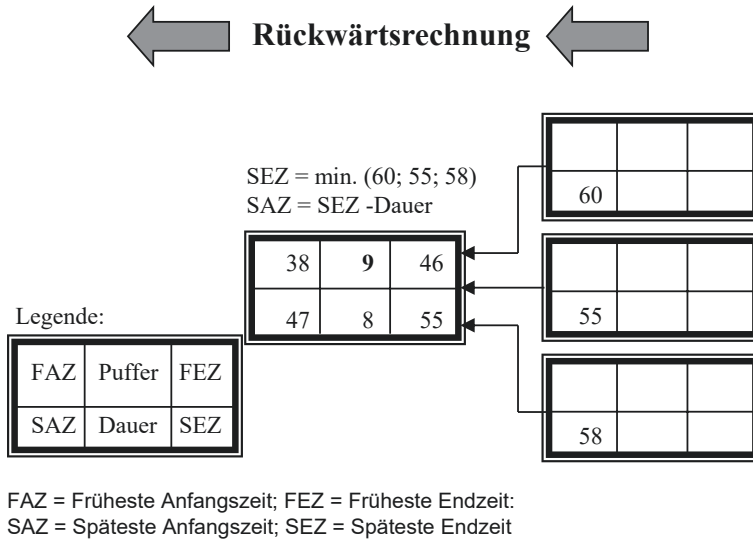 Rückwärtsrechnung
SEZ = min. (60; 55; 58)
SAZ = SEZ -Dauer
60
38 9 46
47 8 55
55
58
Legende:
FAZ Puffer FEZ
SAZ Dauer SEZ
FAZ = Früheste Anfangszeit; FEZ = Früheste Endzeit:
SAZ = Späteste Anfangszeit; SEZ = Späteste Endzeit